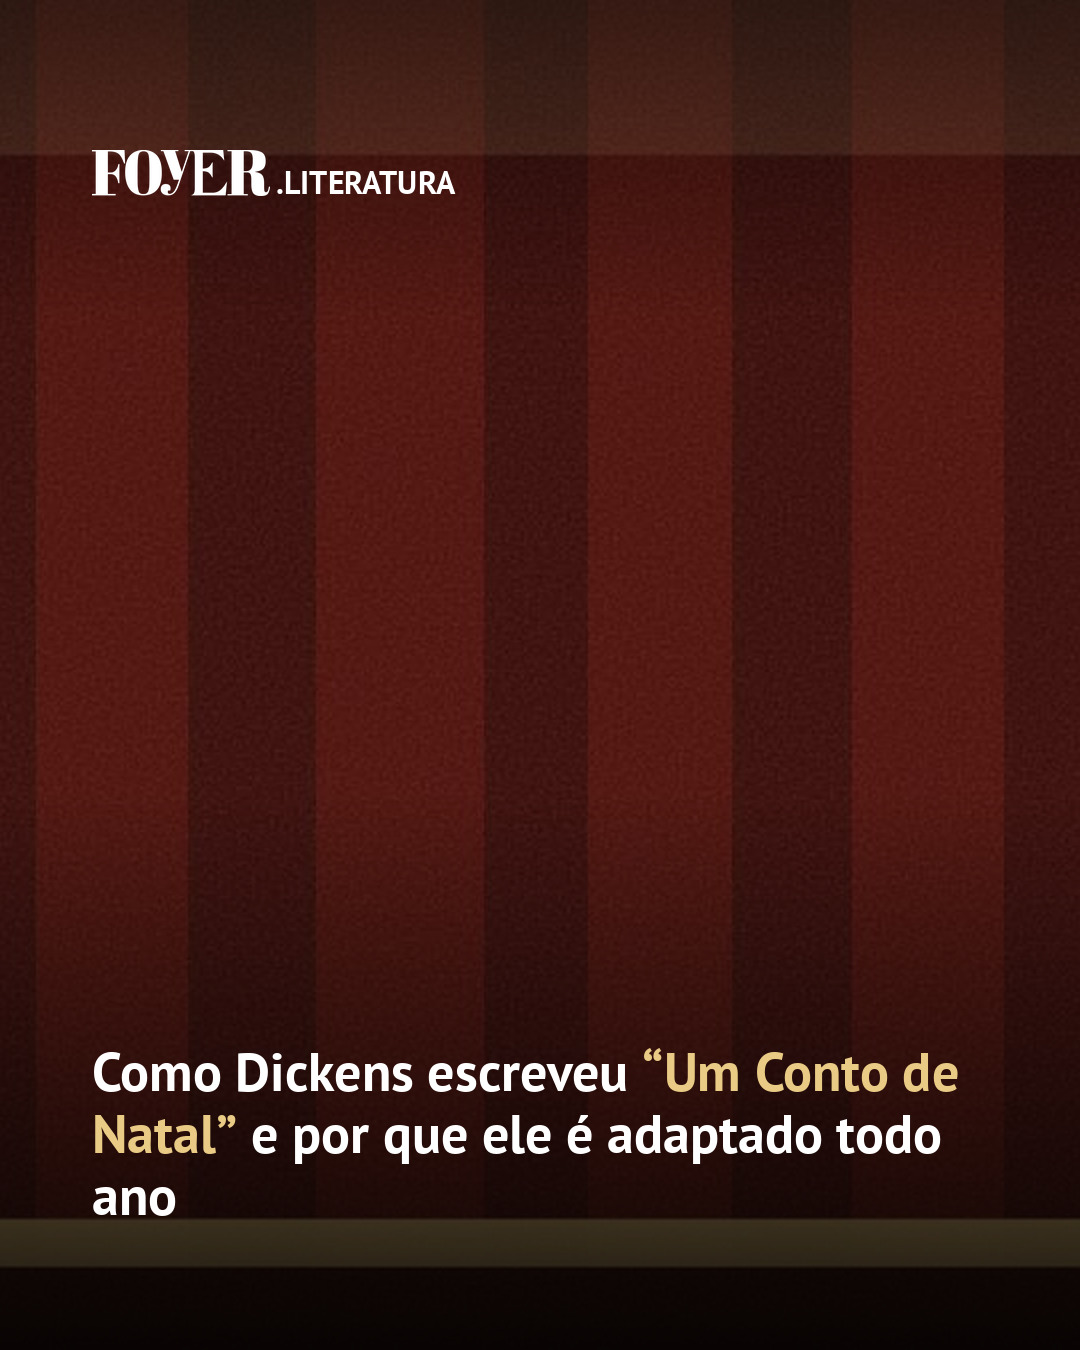 FOYER .LITERATURA
Como Dickens escreveu “Um Conto de
Natal” e por que ele é adaptado todo
ano